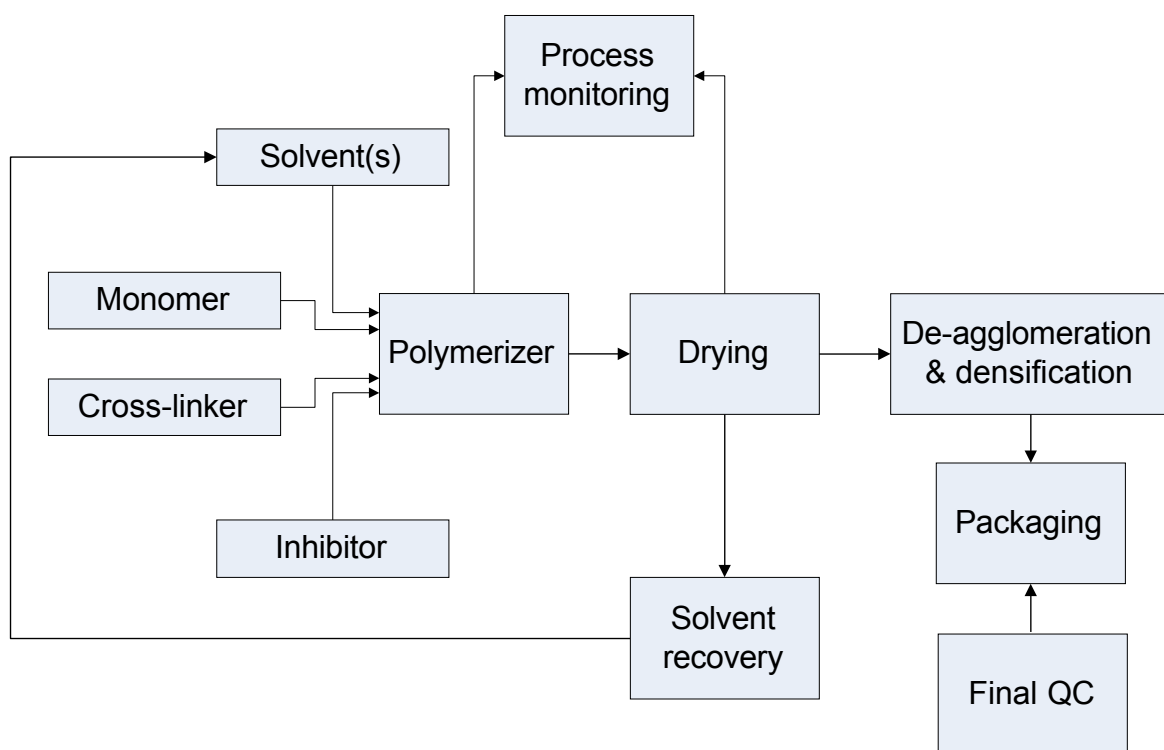 Process
monitoring
Solvent(s)
Monomer
Polymerizer
Drying
De-agglomeration
& densification
Cross-linker
Packaging
Inhibitor
Solvent
recovery
Final QC